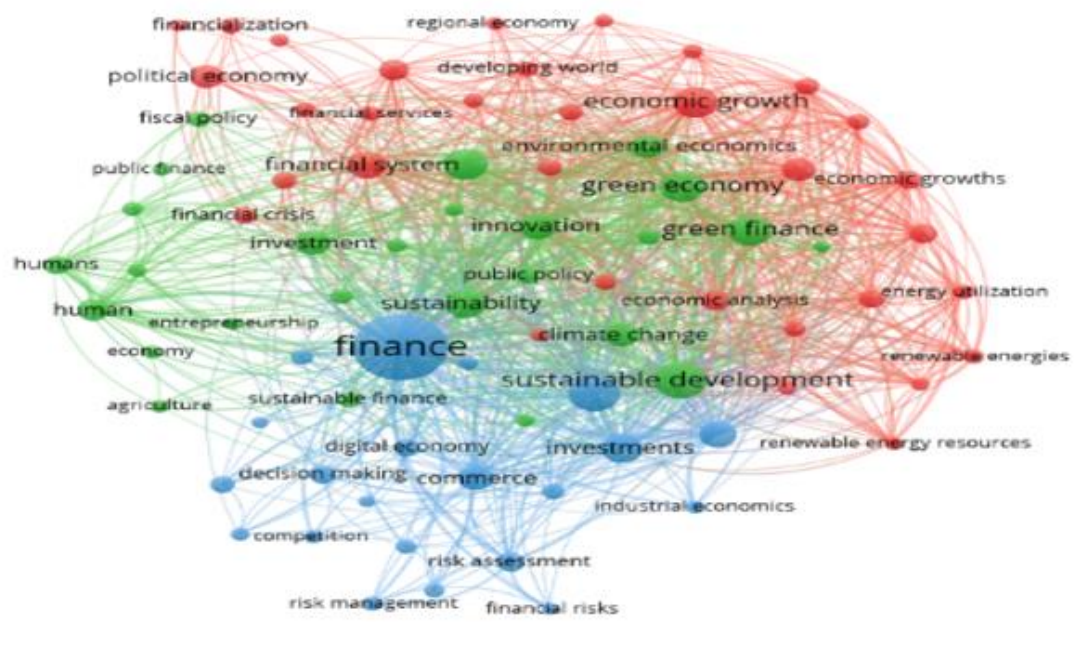 financialization
regional economy
political economy
developing world
economic growth
fiscal policy
financial services
environmental economics
public finance
financial system
green economy
economic growths
financial crisis
innovation
green finance
investment
humans
public policy
energy utilization
human
sustainability
economic analysis
entrepreneurship
climate change
finance
economy
renewable energies
sustainable development
agriculture
sustainable finance
digital economy
investments
renewable energy resources
decision making
commerce
industrial economics
competition
risk assessment
risk management
financial risks